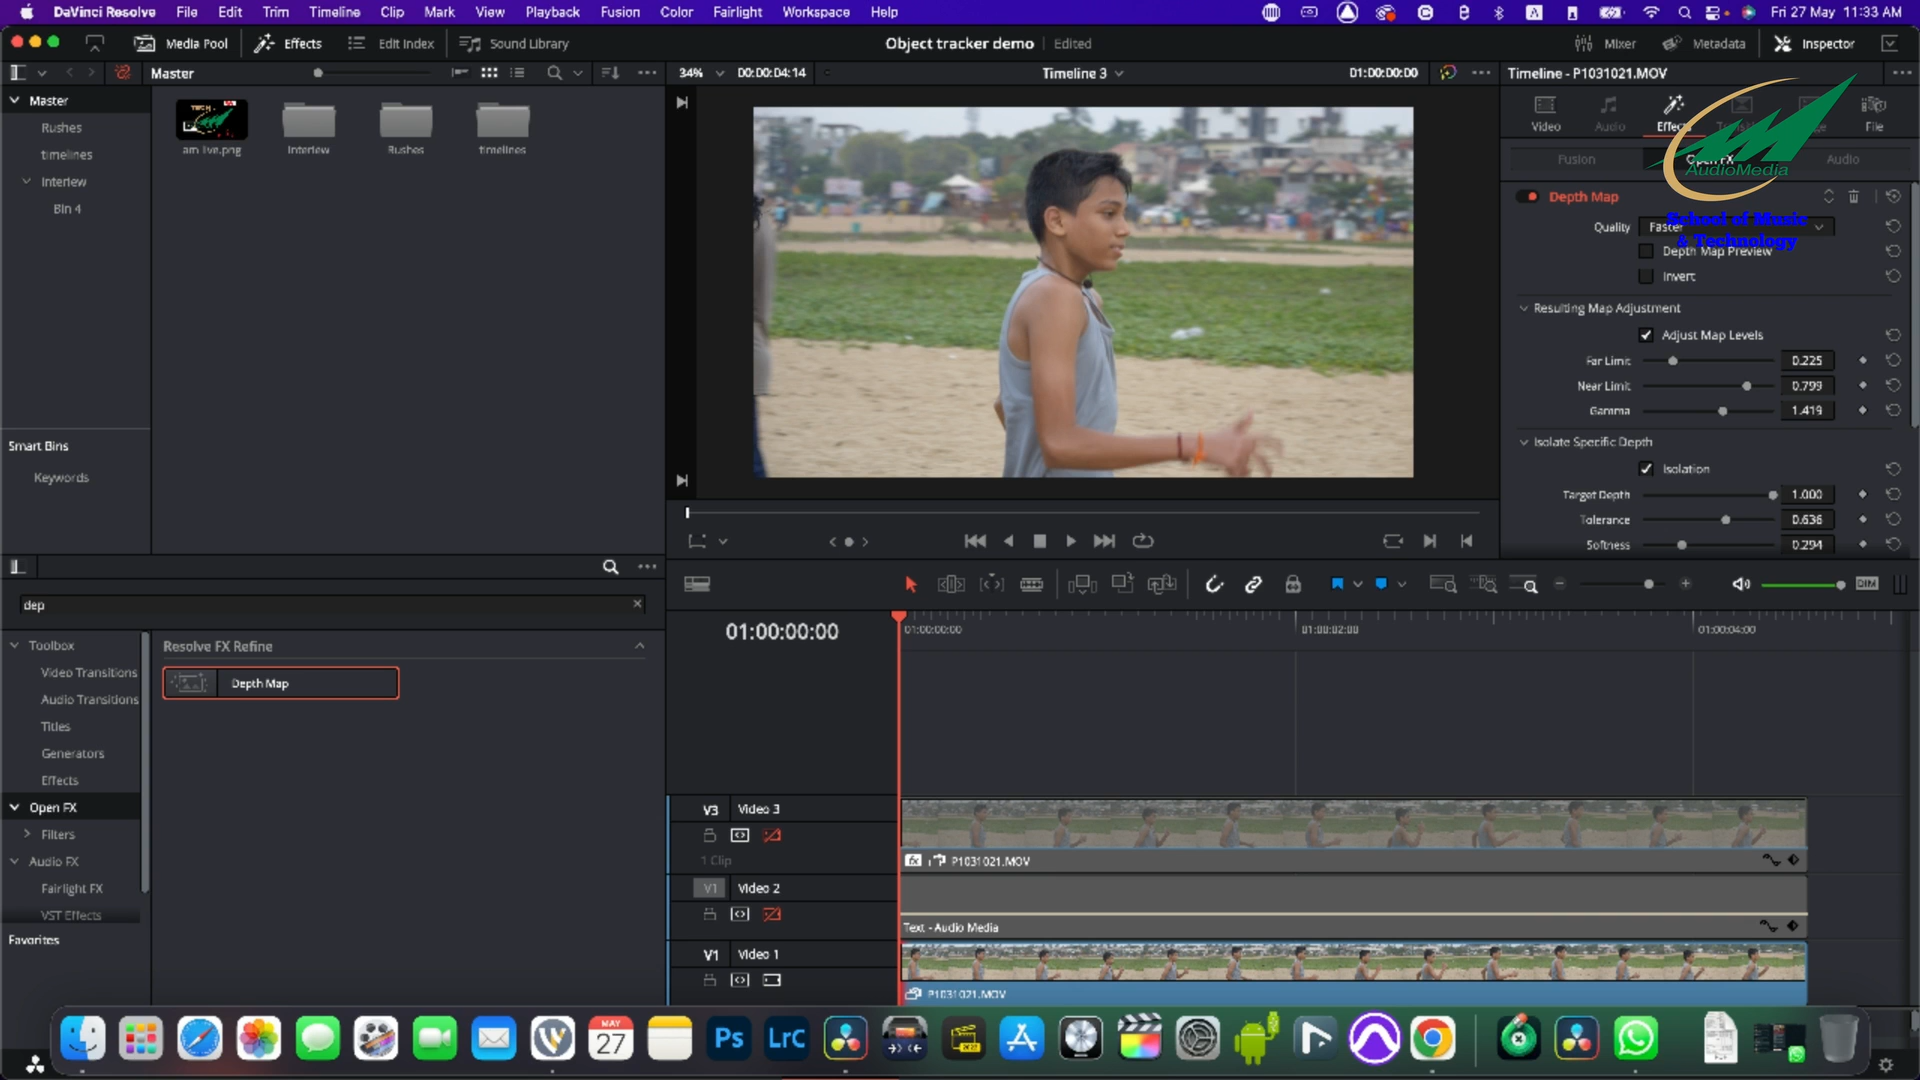 DaVinci Resolve File Edit Trim Timeline Clip Mark View Playback Fusion Color Fairlight Workspace Help Fri 27 May 11:33 AM
Media Pool Effects Edit Index Sound Library Object tracker demo Edited Mixer Metadata Inspector
Master 34% 00:00:04:14 Timeline 3 01:00:00:00 Timeline - P1031021.MOV
Master
Rushes
timelines
Interiew
Bin 4
am live.png Interiew Rushes timelines
Video Audio Effects File
Fusion Open FX Audio
AudioMedia
School of Music
& Technology
Depth Map
Quality Faster
Depth Map Preview
Invert
Resulting Map Adjustment
Adjust Map Levels
Far Limit 0.225
Near Limit 0.799
Gamma 1.419
Isolate Specific Depth
Isolation
Target Depth 1.000
Tolerance 0.636
Softness 0.294
Smart Bins
Keywords
dep
Toolbox
Video Transitions
Audio Transitions
Titles
Generators
Effects
Open FX
Filters
Audio FX
Fairlight FX
VST Effects
Favorites
Resolve FX Refine
Depth Map
DIM
01:00:00:00 01:00:00:00 01:00:02:00 01:00:04:00
V3 Video 3
1 Clip
fx P1031021.MOV
V1 Video 2
Text - Audio Media
V1 Video 1
P1031021.MOV
MAY
27
Ps LrC